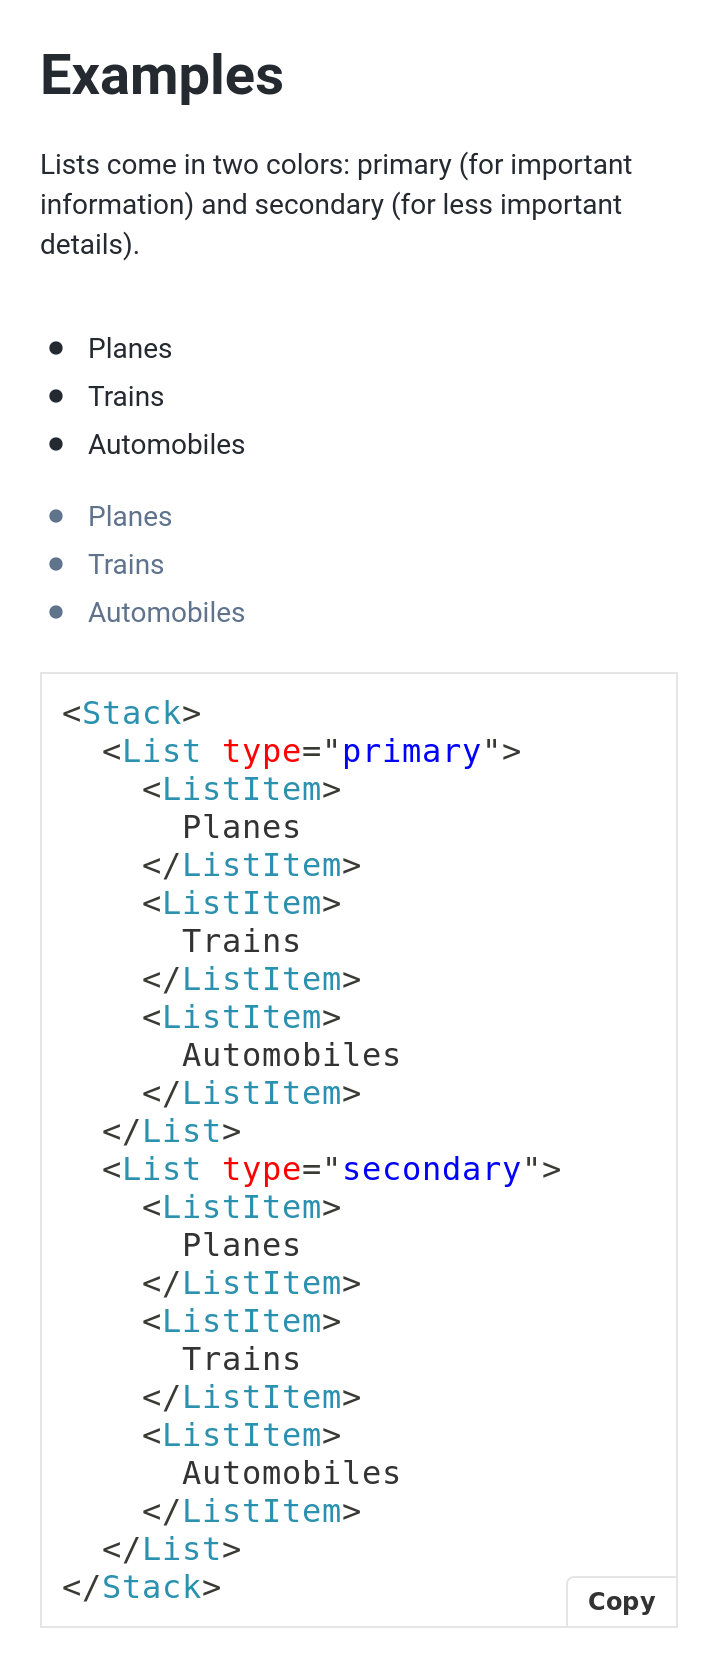 Examples
Lists come in two colors: primary (for important
information) and secondary (for less important
details).
● Planes
● Trains
● Automobiles
● Planes
● Trains
● Automobiles
<Stack>
  <List type="primary">
    <ListItem>
      Planes
    </ListItem>
    <ListItem>
      Trains
    </ListItem>
    <ListItem>
      Automobiles
    </ListItem>
  </List>
  <List type="secondary">
    <ListItem>
      Planes
    </ListItem>
    <ListItem>
      Trains
    </ListItem>
    <ListItem>
      Automobiles
    </ListItem>
  </List>
</Stack>
Copy